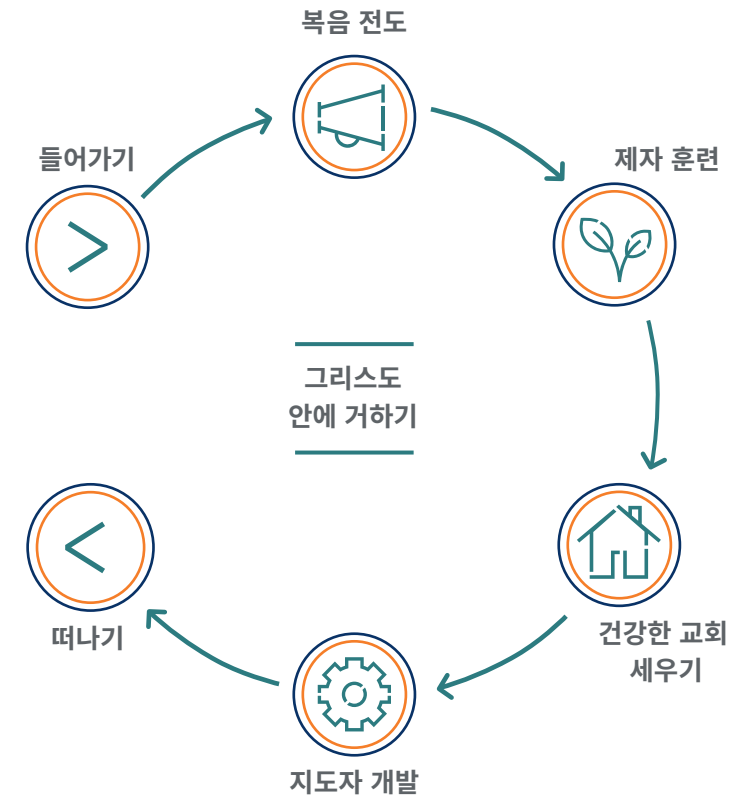 복음 전도
들어가기
제자 훈련
그리스도
안에 거하기
건강한 교회
세우기
떠나기
지도자 개발